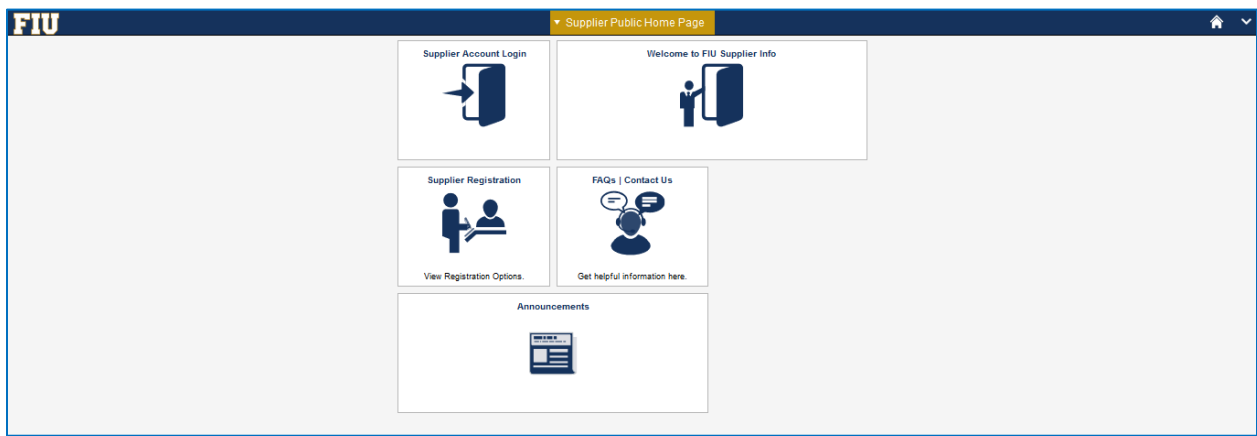 FIU
Supplier Public Home Page
Supplier Account Login
Welcome to FIU Supplier Info
Supplier Registration
FAQs | Contact Us
View Registration Options.
Get helpful information here.
Announcements